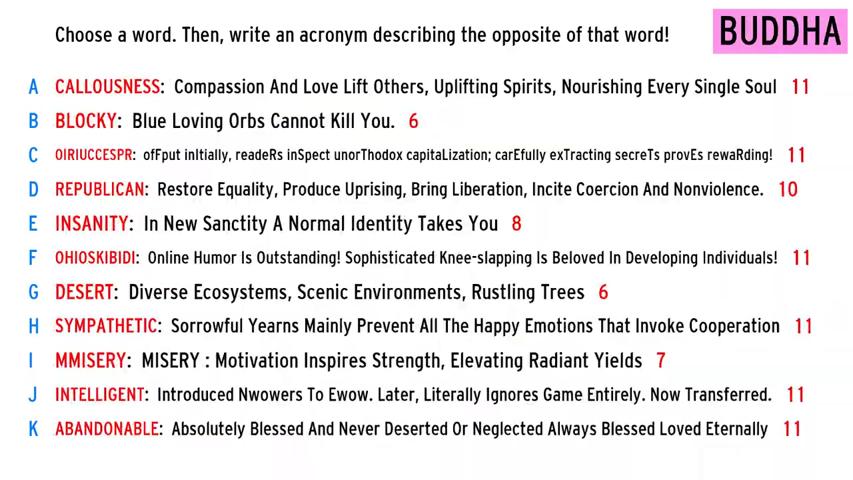 Choose a word. Then, write an acronym describing the opposite of that word!
BUDDHA
A CALLOUSNESS: Compassion And Love Lift Others, Uplifting Spirits, Nourishing Every Single Soul 11
B BLOCKY: Blue Loving Orbs Cannot Kill You. 6
C OIRIUCCESPR: ofFput inItially, readeRs inSpect unorThodox capitaLization; carEfully exTracting secreTs provEs rewaRding! 11
D REPUBLICAN: Restore Equality, Produce Uprising, Bring Liberation, Incite Coercion And Nonviolence. 10
E INSANITY: In New Sanctity A Normal Identity Takes You 8
F OHIOSKIBIDI: Online Humor Is Outstanding! Sophisticated Knee-slapping Is Beloved In Developing Individuals! 11
G DESERT: Diverse Ecosystems, Scenic Environments, Rustling Trees 6
H SYMPATHETIC: Sorrowful Yearns Mainly Prevent All The Happy Emotions That Invoke Cooperation 11
I MMISERY: MISERY : Motivation Inspires Strength, Elevating Radiant Yields 7
J INTELLIGENT: Introduced Nwowers To Ewow. Later, Literally Ignores Game Entirely. Now Transferred. 11
K ABANDONABLE: Absolutely Blessed And Never Deserted Or Neglected Always Blessed Loved Eternally 11